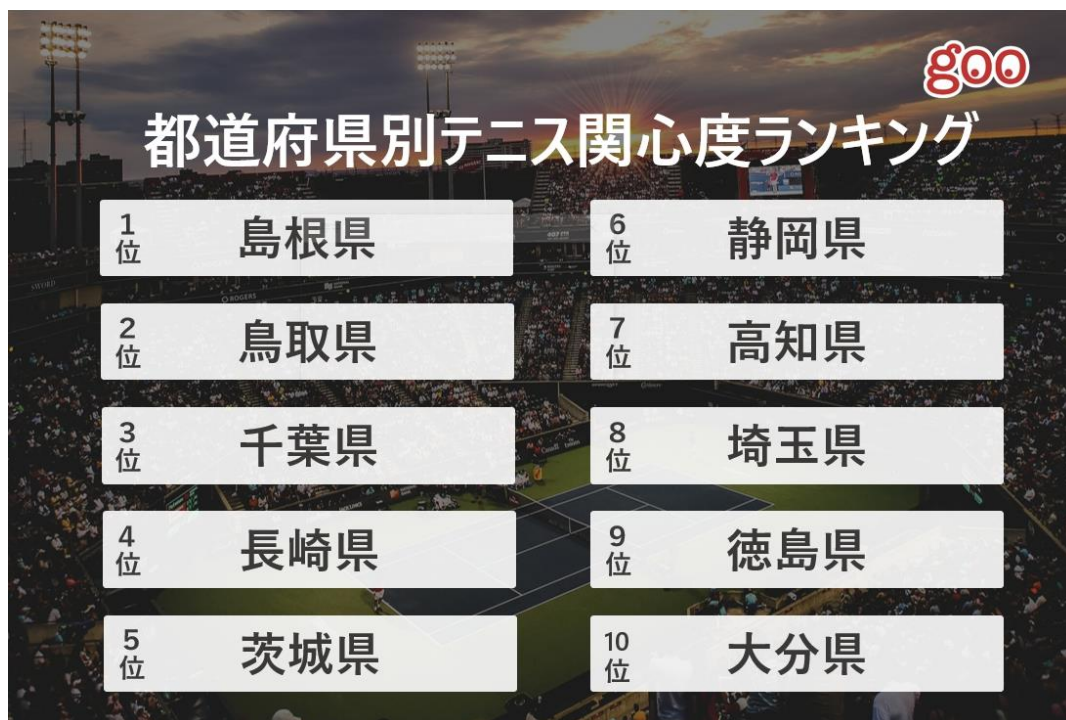 goo
都道府県別テニス関心度ランキング
1位 島根県
2位 鳥取県
3位 千葉県
4位 長崎県
5位 茨城県
6位 静岡県
7位 高知県
8位 埼玉県
9位 徳島県
10位 大分県
ROGERS